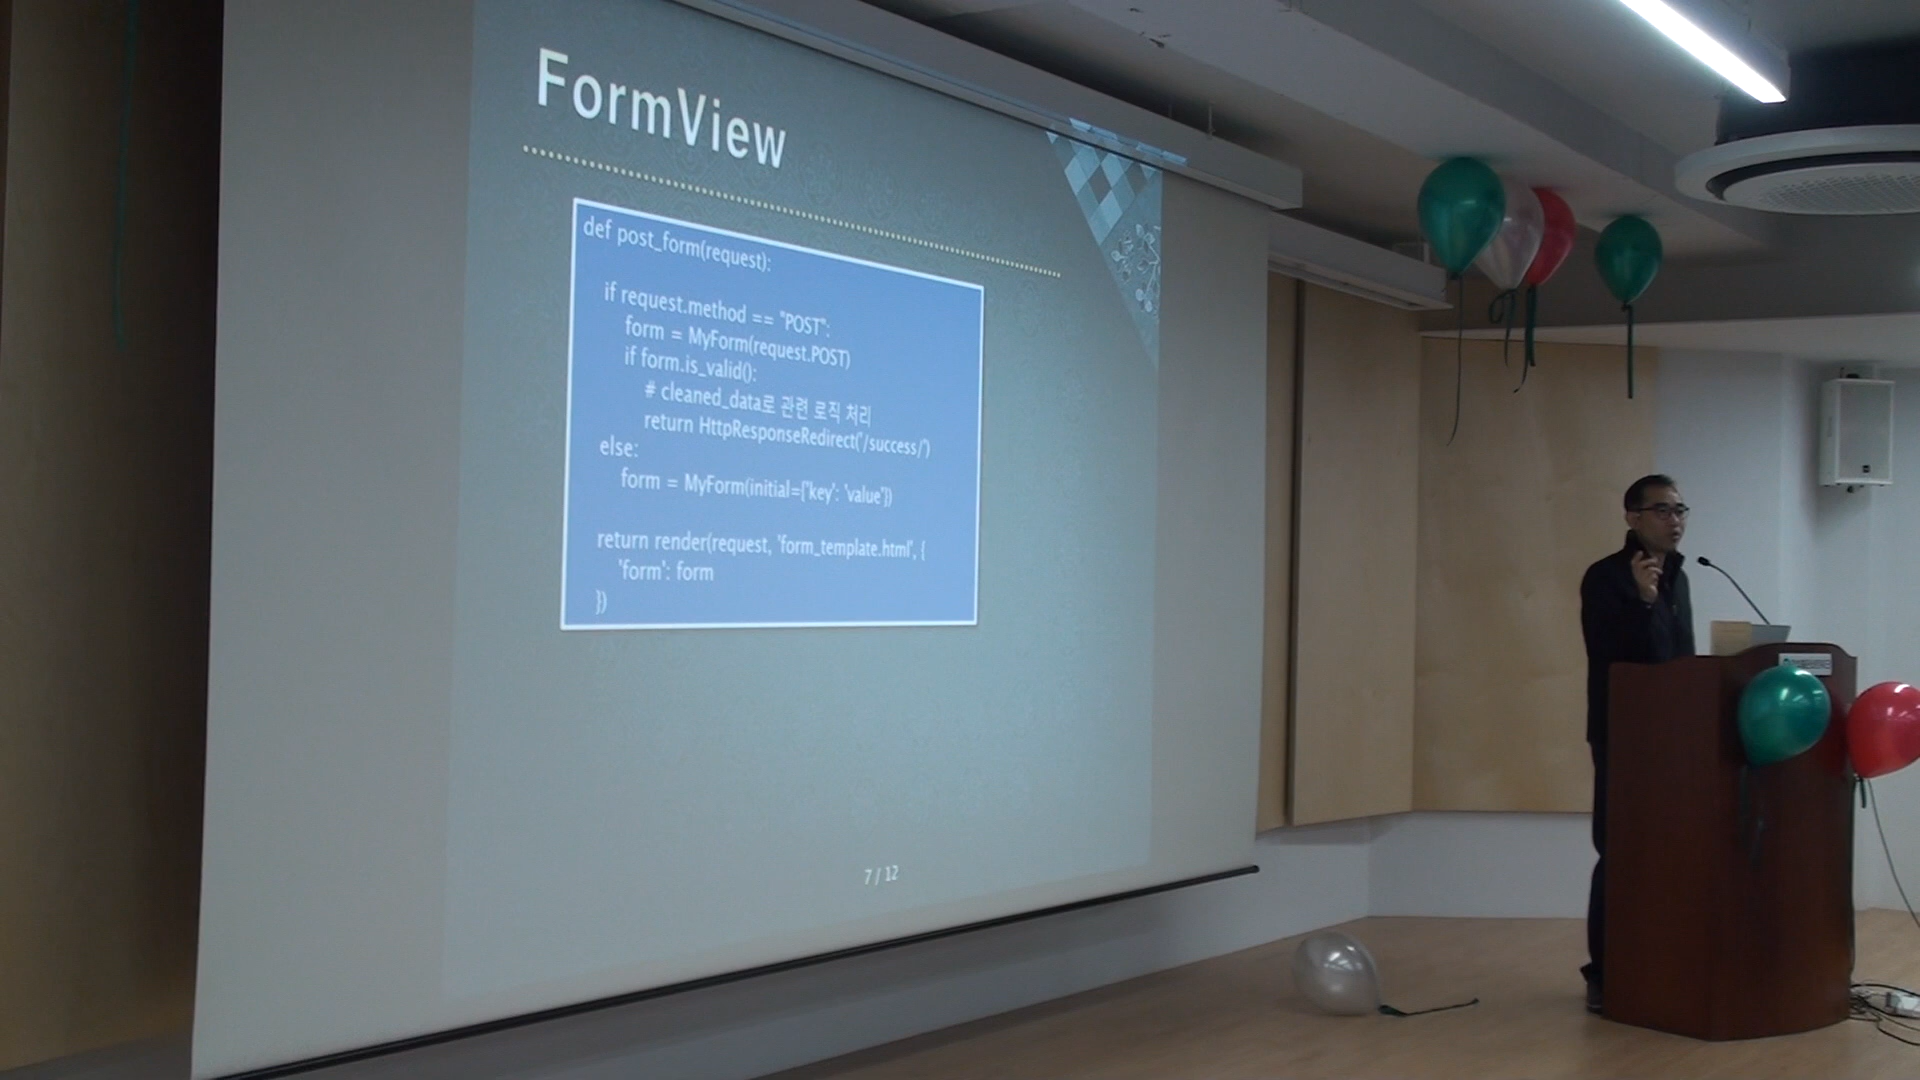 FormView
def post_form(request):
if request.method == "POST":
form = MyForm(request.POST)
if form.is_valid():
# cleaned_data로 관련 로직 처리
return HttpResponseRedirect('/success/')
else:
form = MyForm(initial={'key': 'value'})
return render(request, 'form_template.html', {
'form': form
})
7 / 12